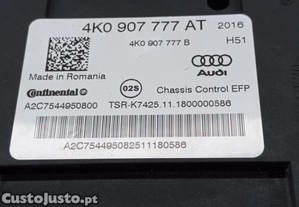 4K0 907 777 AT 2016
4K0 907 777 B H51
Made in Romania
Audi
Continental 02S Chassis Control EFP
A2C7544950800 TSR-K7425.11.1800000586
A2C754495082511180586
CustoJusto.pt